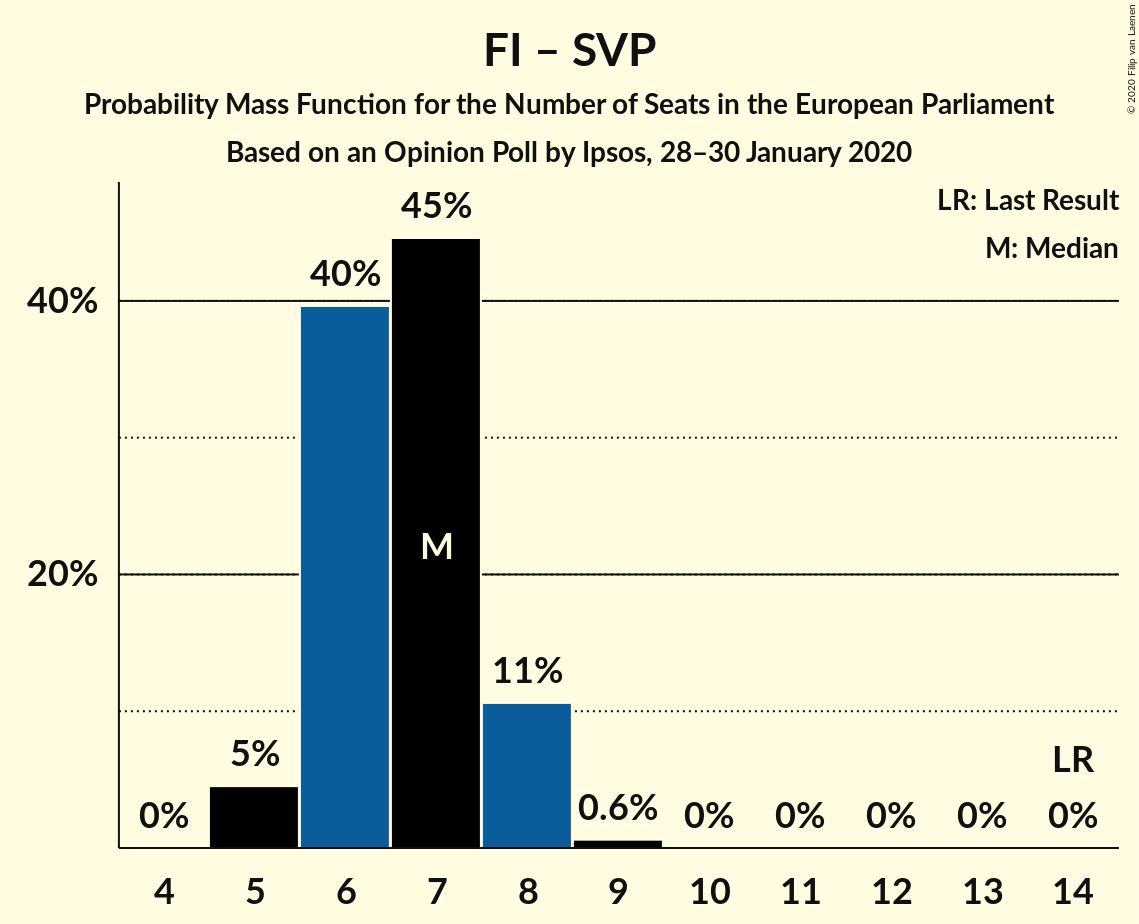 FI – SVP
Probability Mass Function for the Number of Seats in the European Parliament
Based on an Opinion Poll by Ipsos, 28–30 January 2020
© 2020 Filip van Laenen
LR: Last Result
M: Median
45%
40%
40%
M
20%
11%
5%
LR
0%
0.6%
0%
0%
0%
0%
0%
4 5 6 7 8 9 10 11 12 13 14